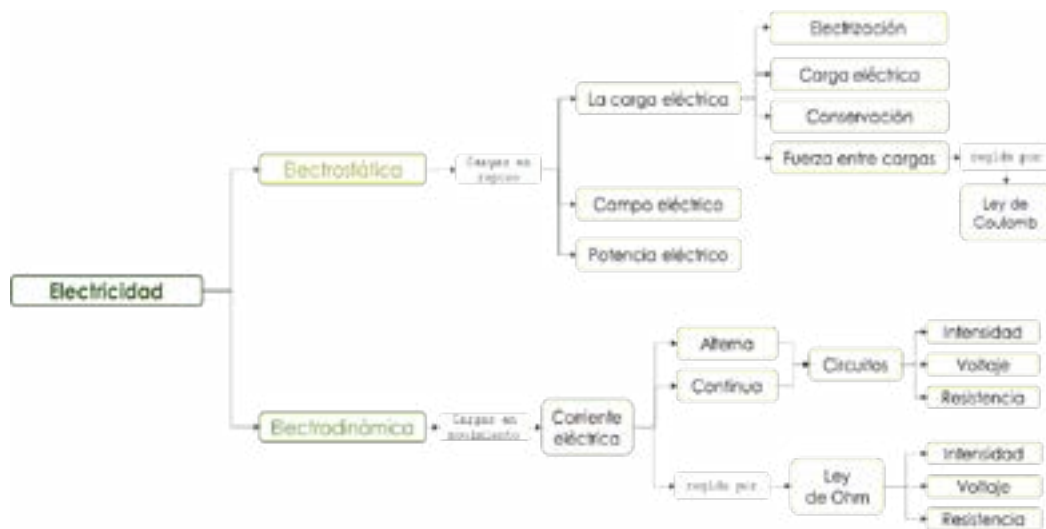 Electricidad
Electrostática
Cargas en
reposo
La carga eléctrica
Electrización
Carga eléctrica
Conservación
Fuerza entre cargas
regida por
Ley de
Coulomb
Campo eléctrico
Potencia eléctrico
Electrodinámica
Cargas en
movimiento
Corriente
eléctrica
Alterna
Continua
Circuitos
Intensidad
Voltaje
Resistencia
regida por
Ley
de Ohm
Intensidad
Voltaje
Resistencia